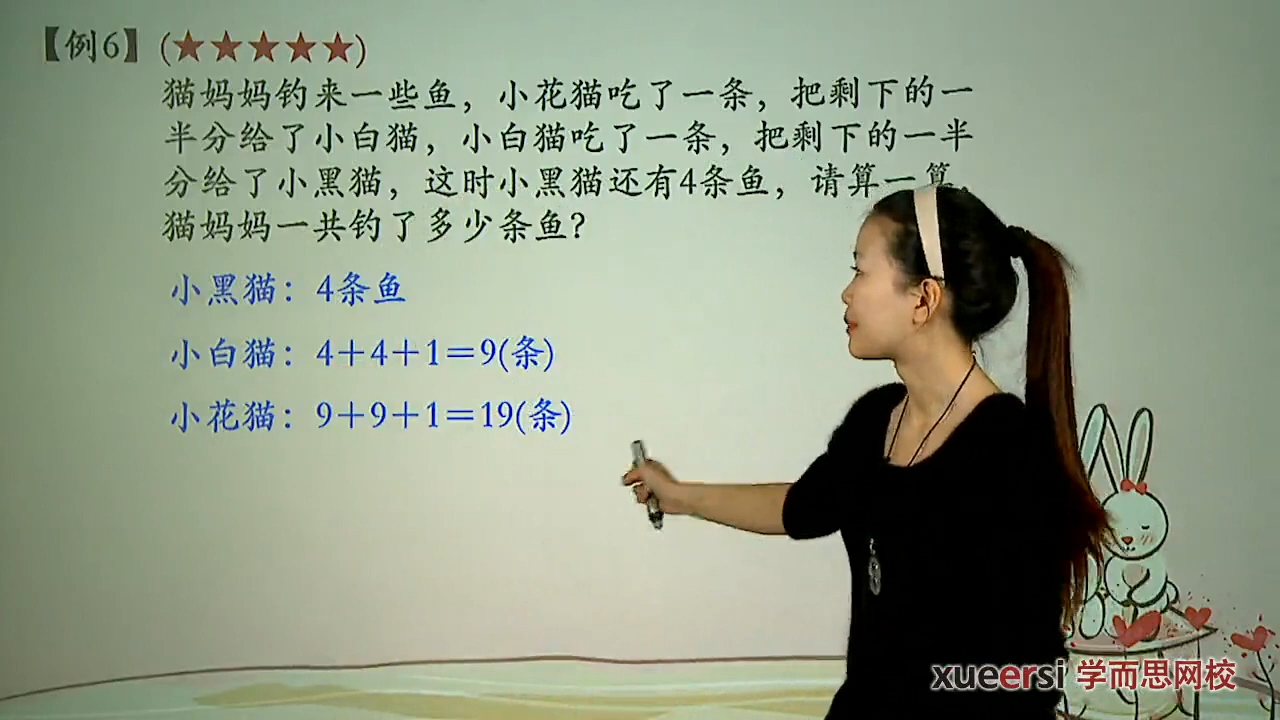 【例6】(★★★★★)
猫妈妈钓来一些鱼，小花猫吃了一条，把剩下的一
半分给了小白猫，小白猫吃了一条，把剩下的一半
分给了小黑猫，这时小黑猫还有4条鱼，请算一算
猫妈妈一共钓了多少条鱼？
小黑猫：4条鱼
小白猫：4＋4＋1＝9(条)
小花猫：9＋9＋1＝19(条)
xueersi 学而思网校